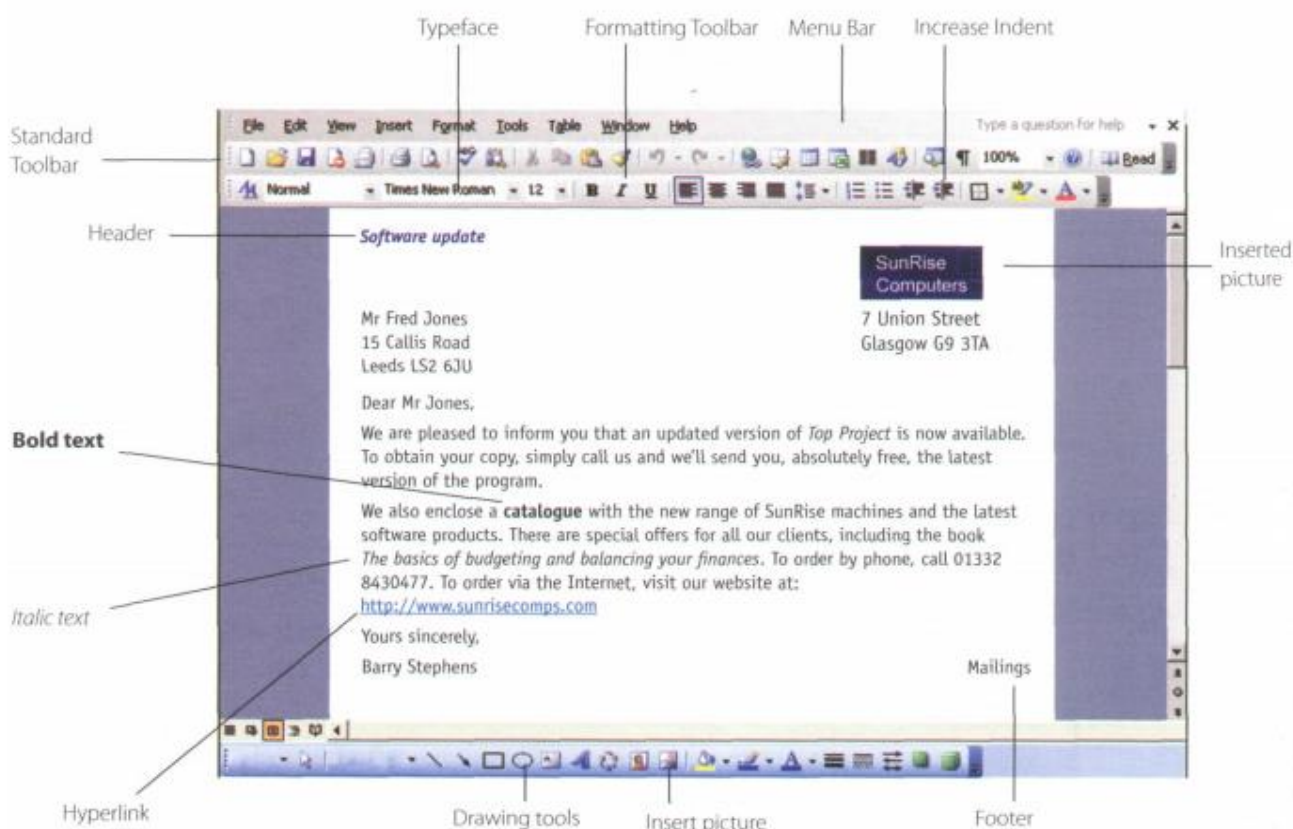 Typeface Formatting Toolbar Menu Bar Increase Indent
Standard
Toolbar
File Edit View Insert Format Tools Table Window Help Type a question for help
100% Read
Normal Times New Roman 12 B I U
Header
Software update
SunRise
Computers
Inserted
picture
Mr Fred Jones
15 Callis Road
Leeds LS2 6JU
7 Union Street
Glasgow G9 3TA
Dear Mr Jones,
Bold text
We are pleased to inform you that an updated version of Top Project is now available.
To obtain your copy, simply call us and we'll send you, absolutely free, the latest
version of the program.
We also enclose a catalogue with the new range of SunRise machines and the latest
software products. There are special offers for all our clients, including the book
The basics of budgeting and balancing your finances. To order by phone, call 01332
8430477. To order via the Internet, visit our website at:
http://www.sunrisecomps.com
Italic text
Yours sincerely,
Barry Stephens
Mailings
Hyperlink Drawing tools Insert picture Footer